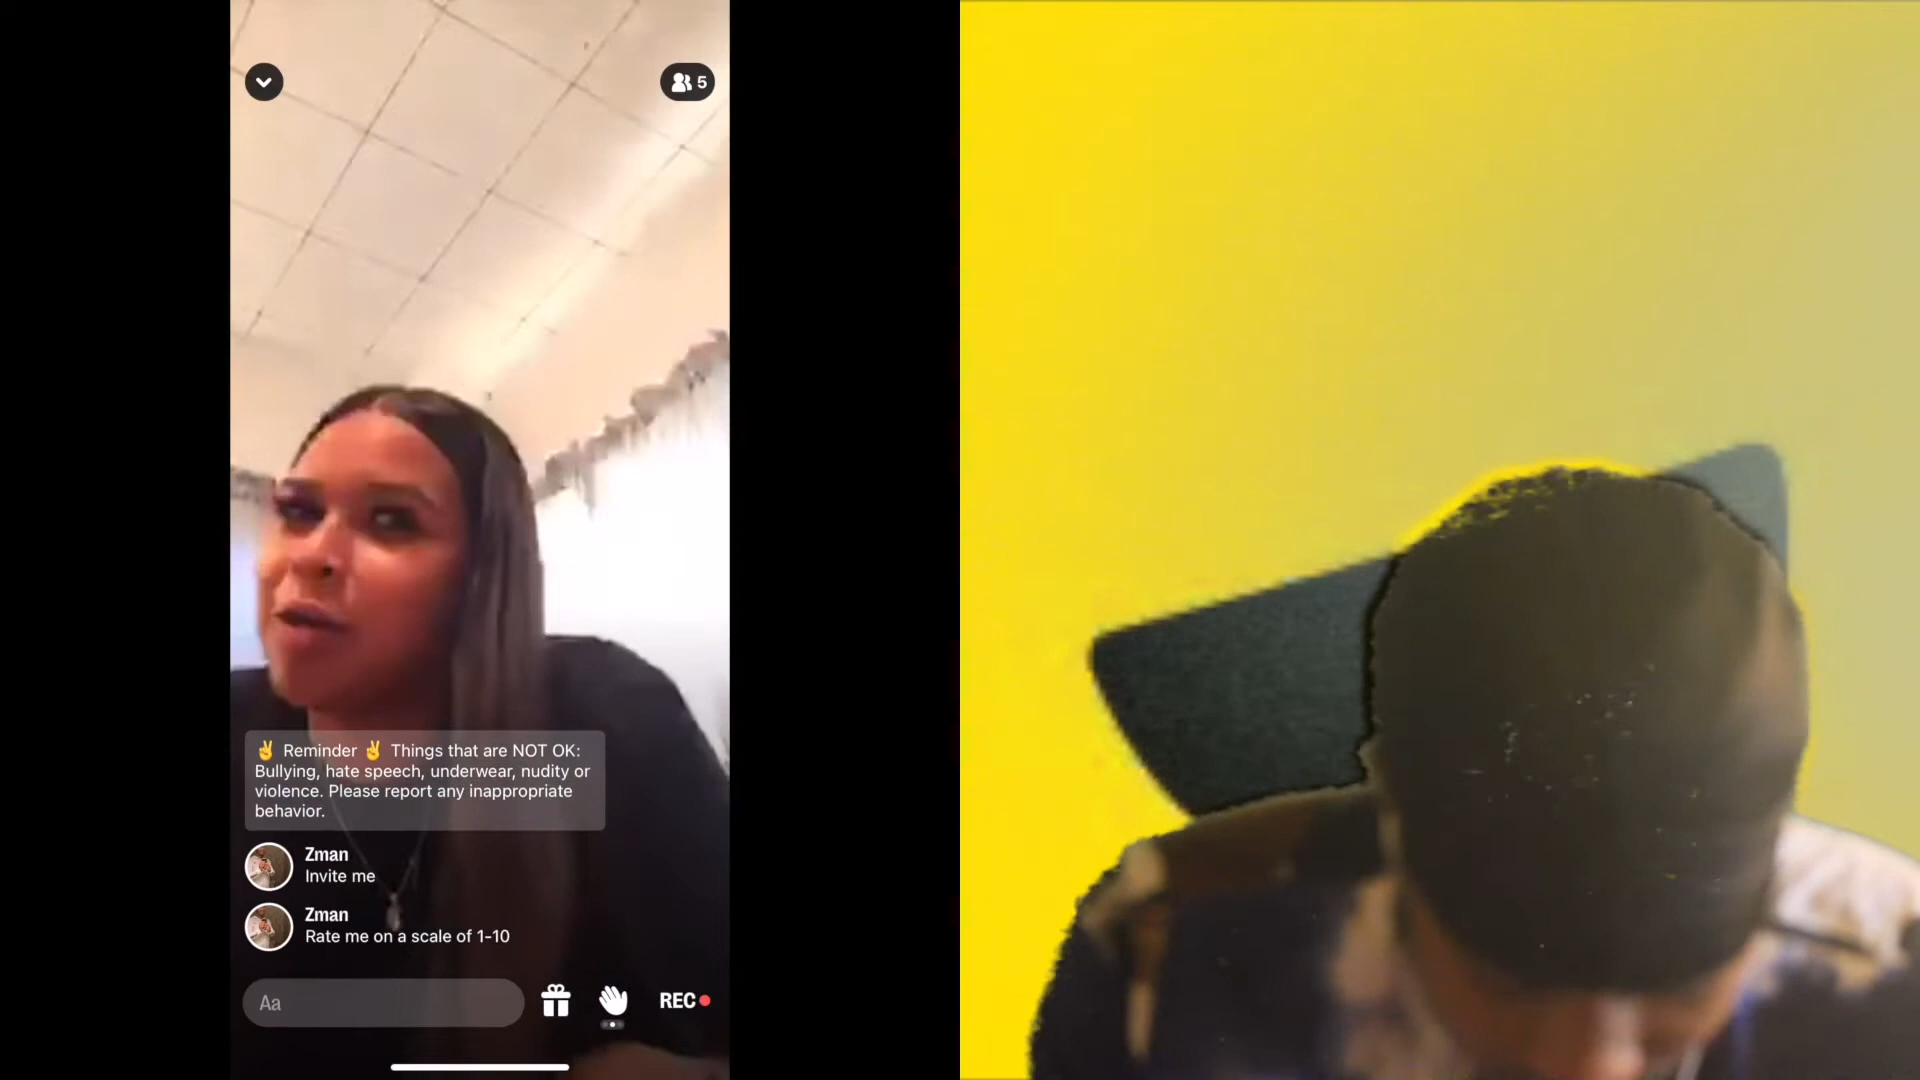 5
✌️ Reminder ✌️ Things that are NOT OK:
Bullying, hate speech, underwear, nudity or
violence. Please report any inappropriate
behavior.
Zman
Invite me
Zman
Rate me on a scale of 1-10
Aa
REC